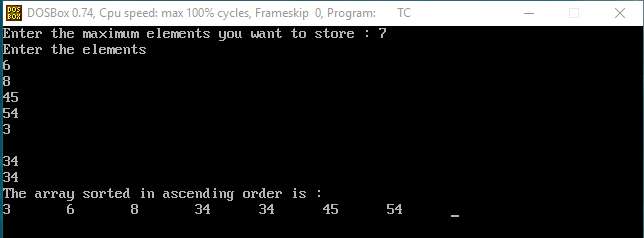 DOSBox 0.74, Cpu speed: max 100% cycles, Frameskip 0, Program: TC
Enter the maximum elements you want to store : 7
Enter the elements
6
8
45
54
3
34
34
The array sorted in ascending order is :
3 6 8 34 34 45 54 _